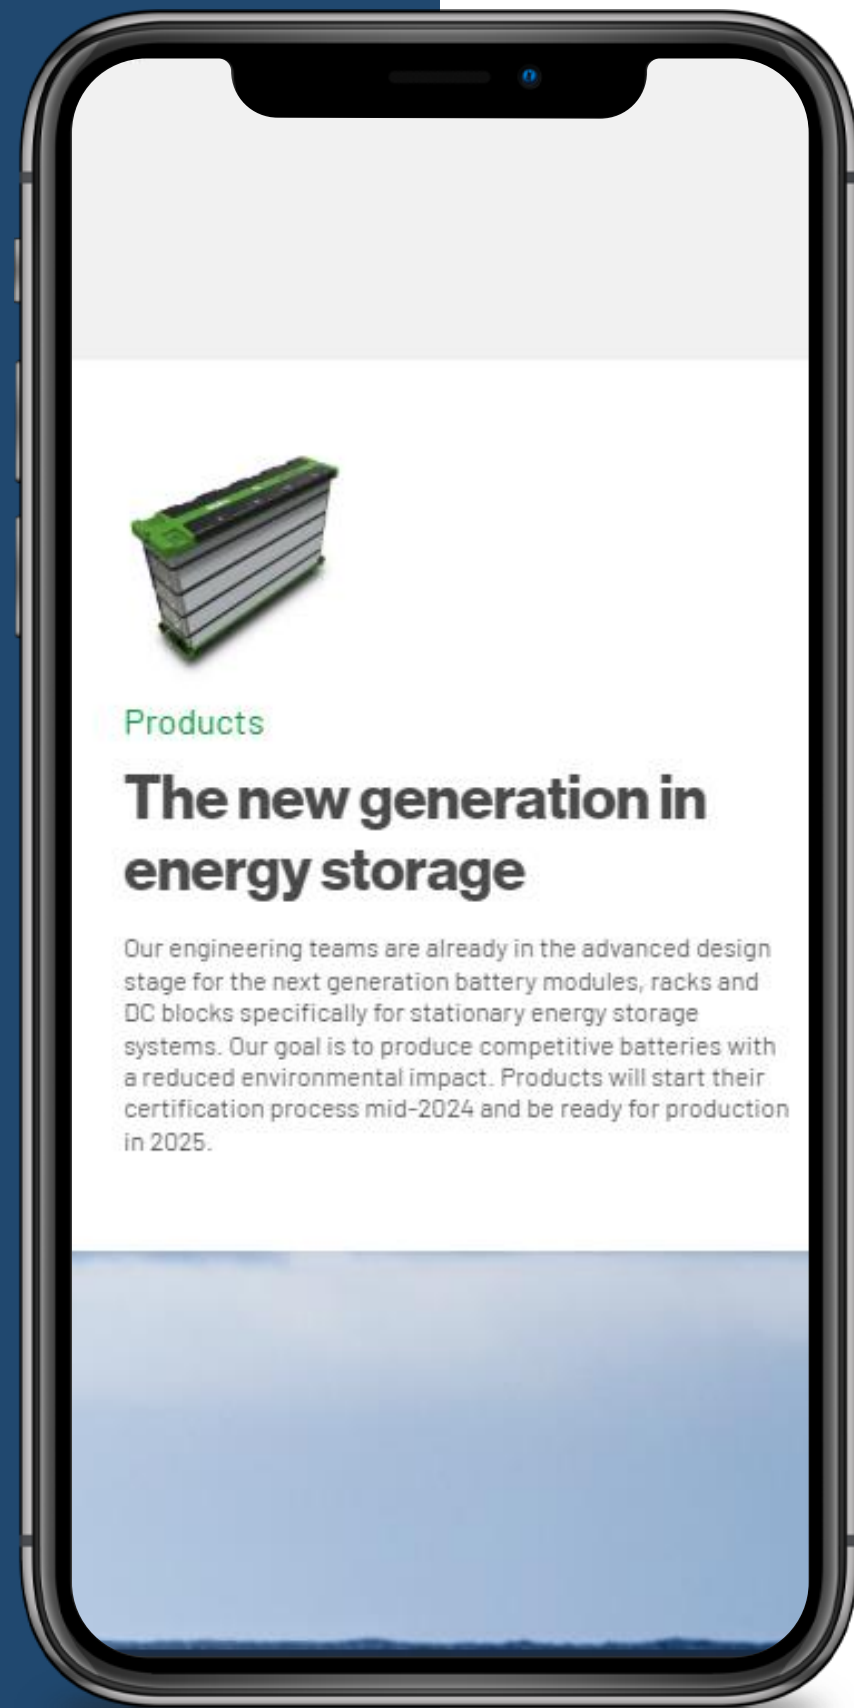 Products
The new generation in
energy storage
Our engineering teams are already in the advanced design
stage for the next generation battery modules, racks and
DC blocks specifically for stationary energy storage
systems. Our goal is to produce competitive batteries with
a reduced environmental impact. Products will start their
certification process mid-2024 and be ready for production
in 2025.